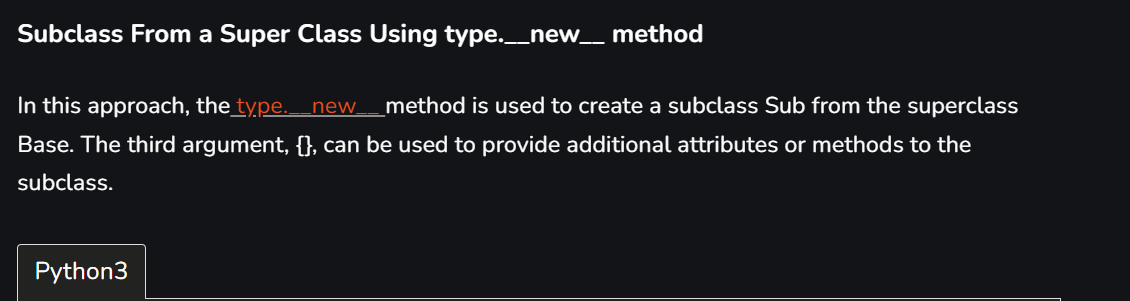 Subclass From a Super Class Using type.__new__ method
In this approach, the type.__new__ method is used to create a subclass Sub from the superclass
Base. The third argument, {}, can be used to provide additional attributes or methods to the
subclass.
Python3